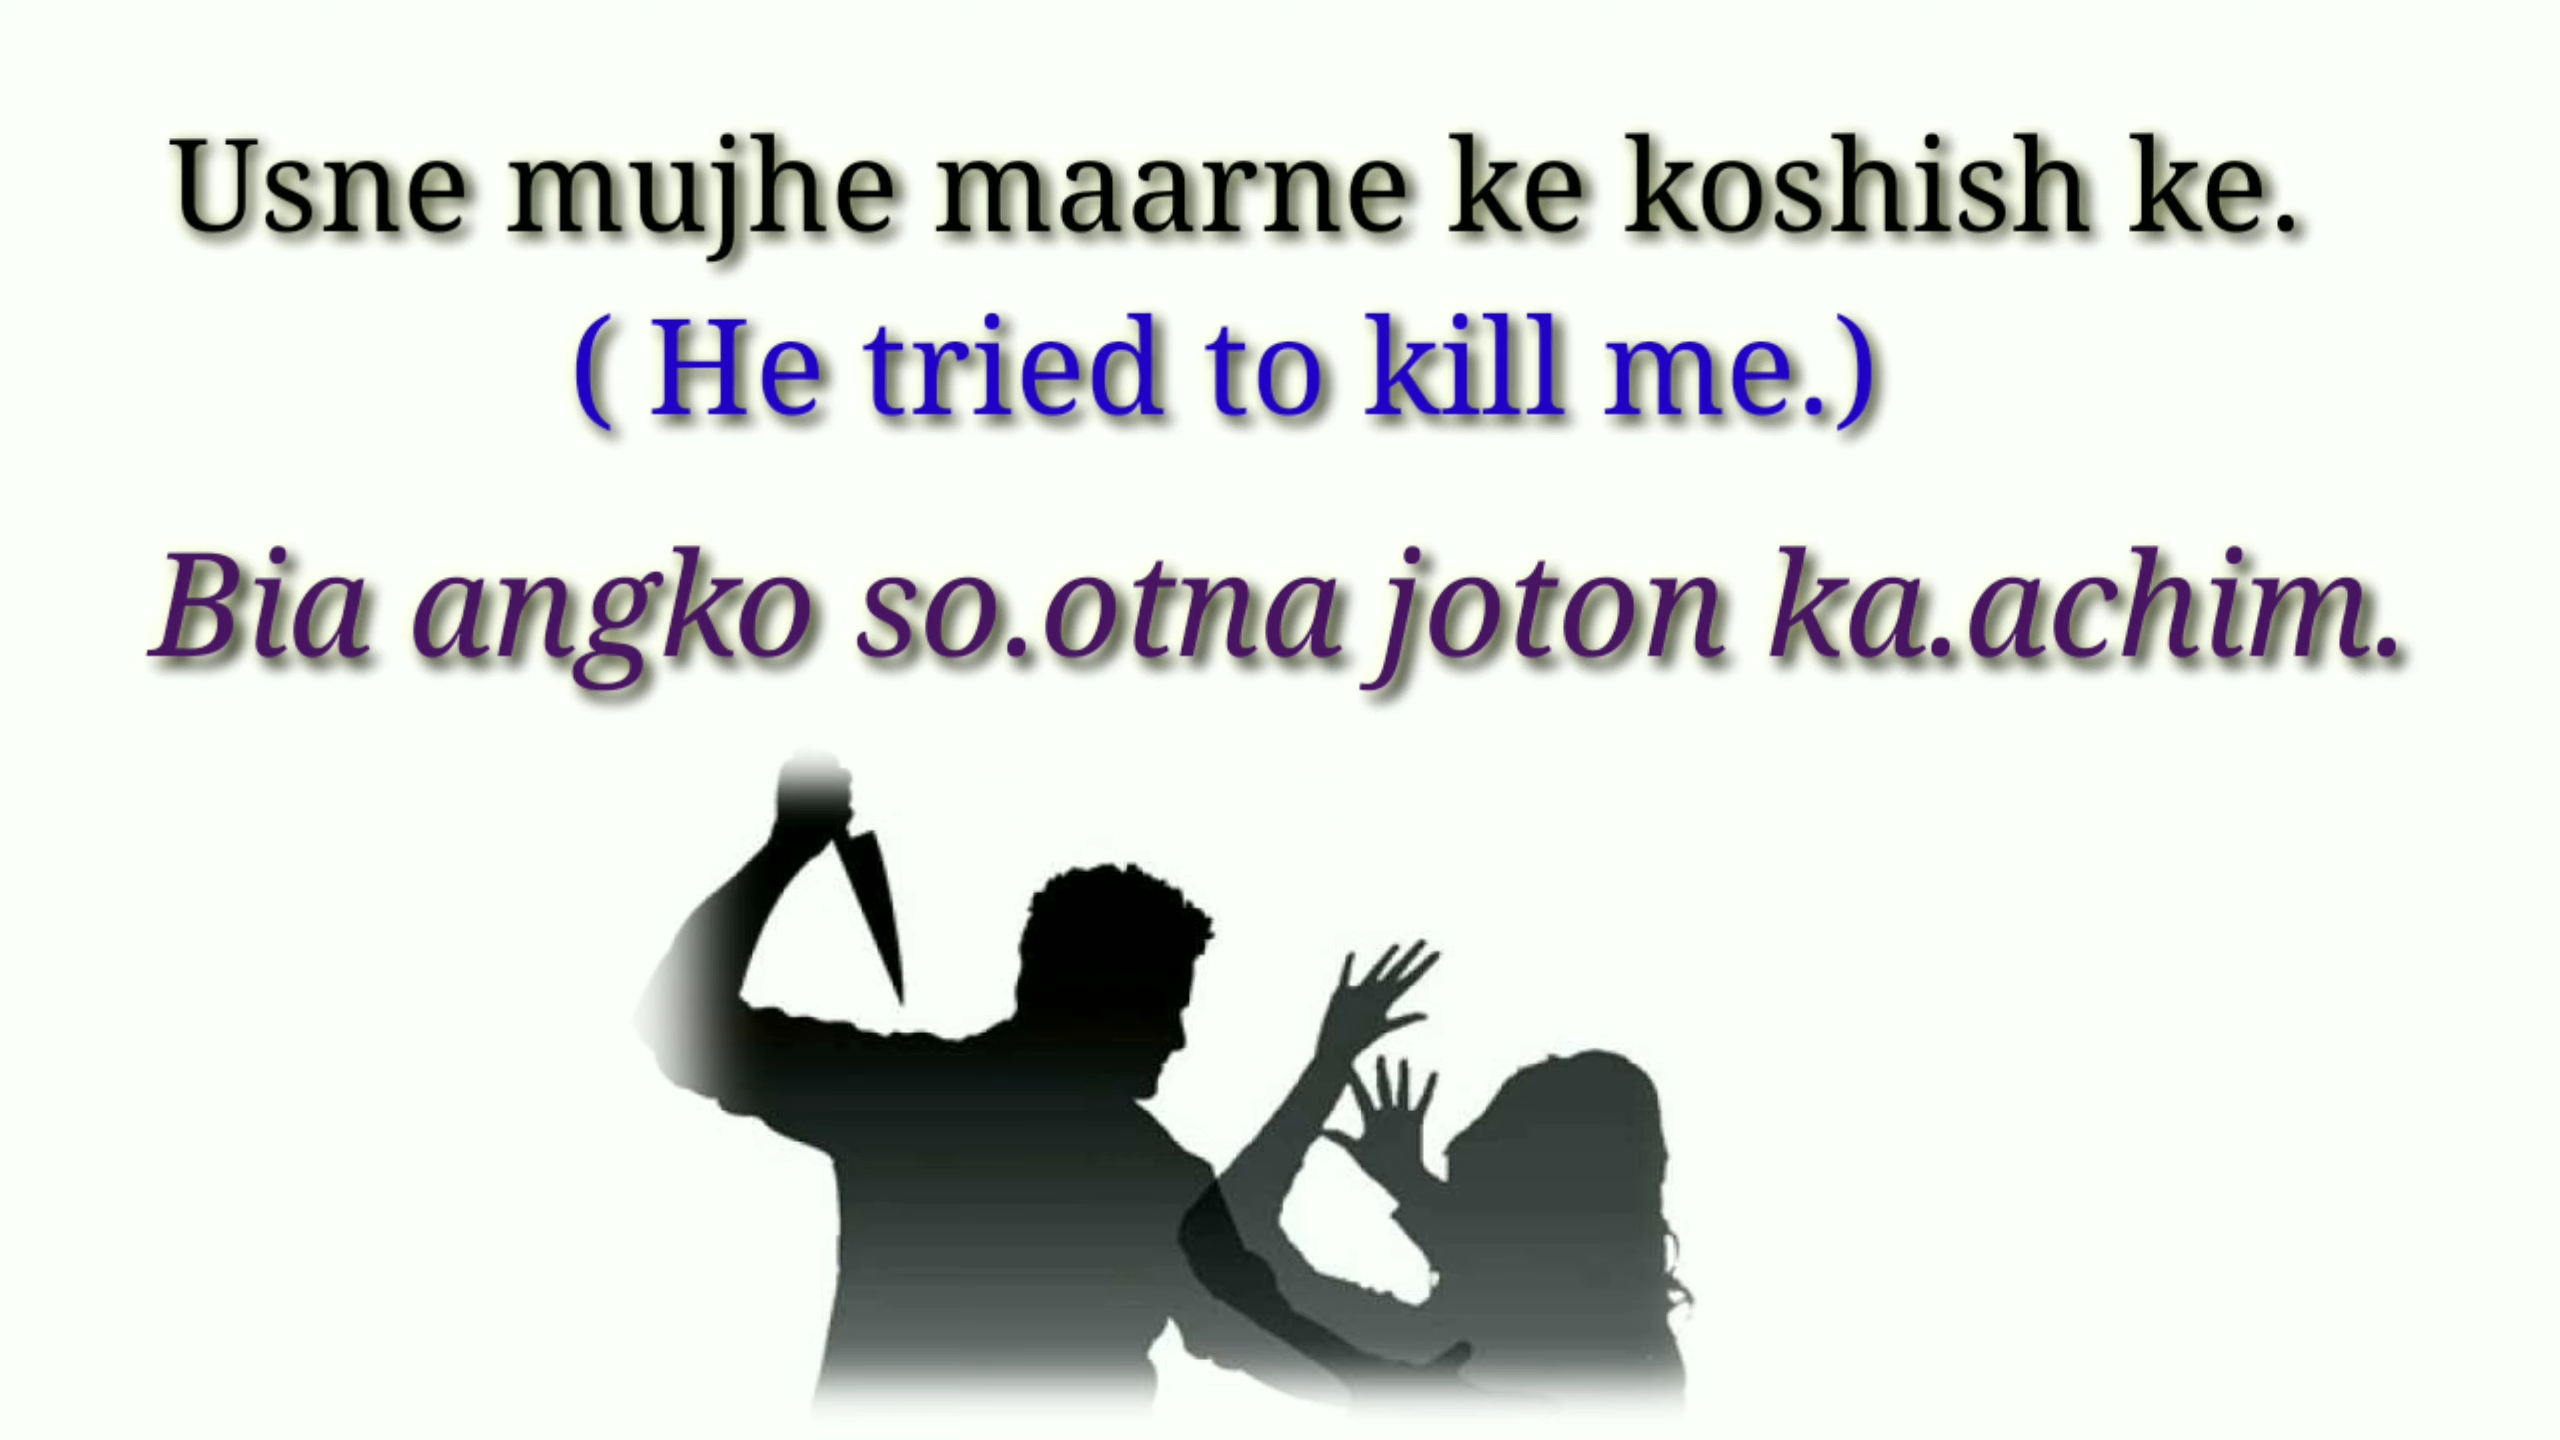 Usne mujhe maarne ke koshish ke.
( He tried to kill me.)
Bia angko so.otna joton ka.achim.